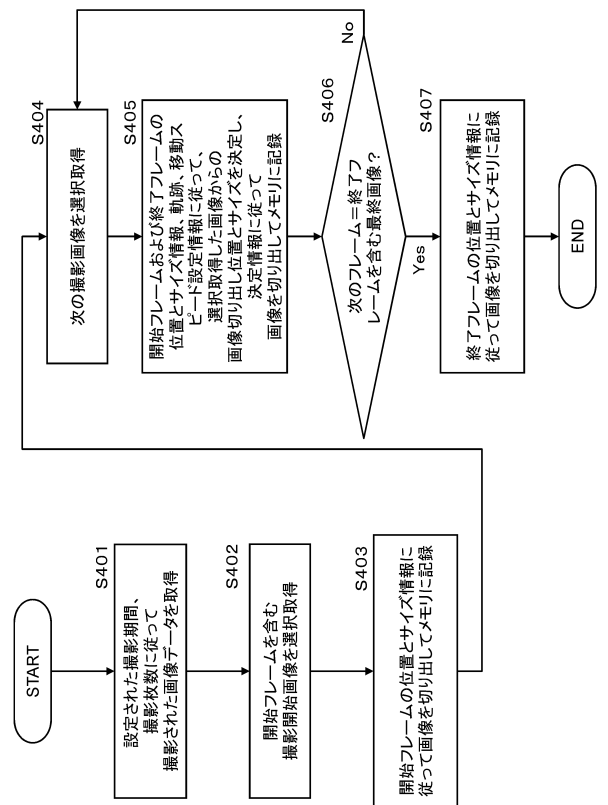 START
S401
設定された撮影期間、
撮影枚数に従って
撮影された画像データを取得
S402
開始フレームを含む
撮影開始画像を選択取得
S403
開始フレームの位置とサイズ情報に
従って画像を切り出してメモリに記録
S404
次の撮影画像を選択取得
S405
開始フレームおよび終了フレームの
位置とサイズ情報、軌跡、移動ス
ピード設定情報に従って、
選択取得した画像からの
画像切り出し位置とサイズを決定し、
決定情報に従って
画像を切り出してメモリに記録
S406
次のフレーム＝終了フ
レームを含む最終画像？
No
Yes
S407
終了フレームの位置とサイズ情報に
従って画像を切り出してメモリに記録
END